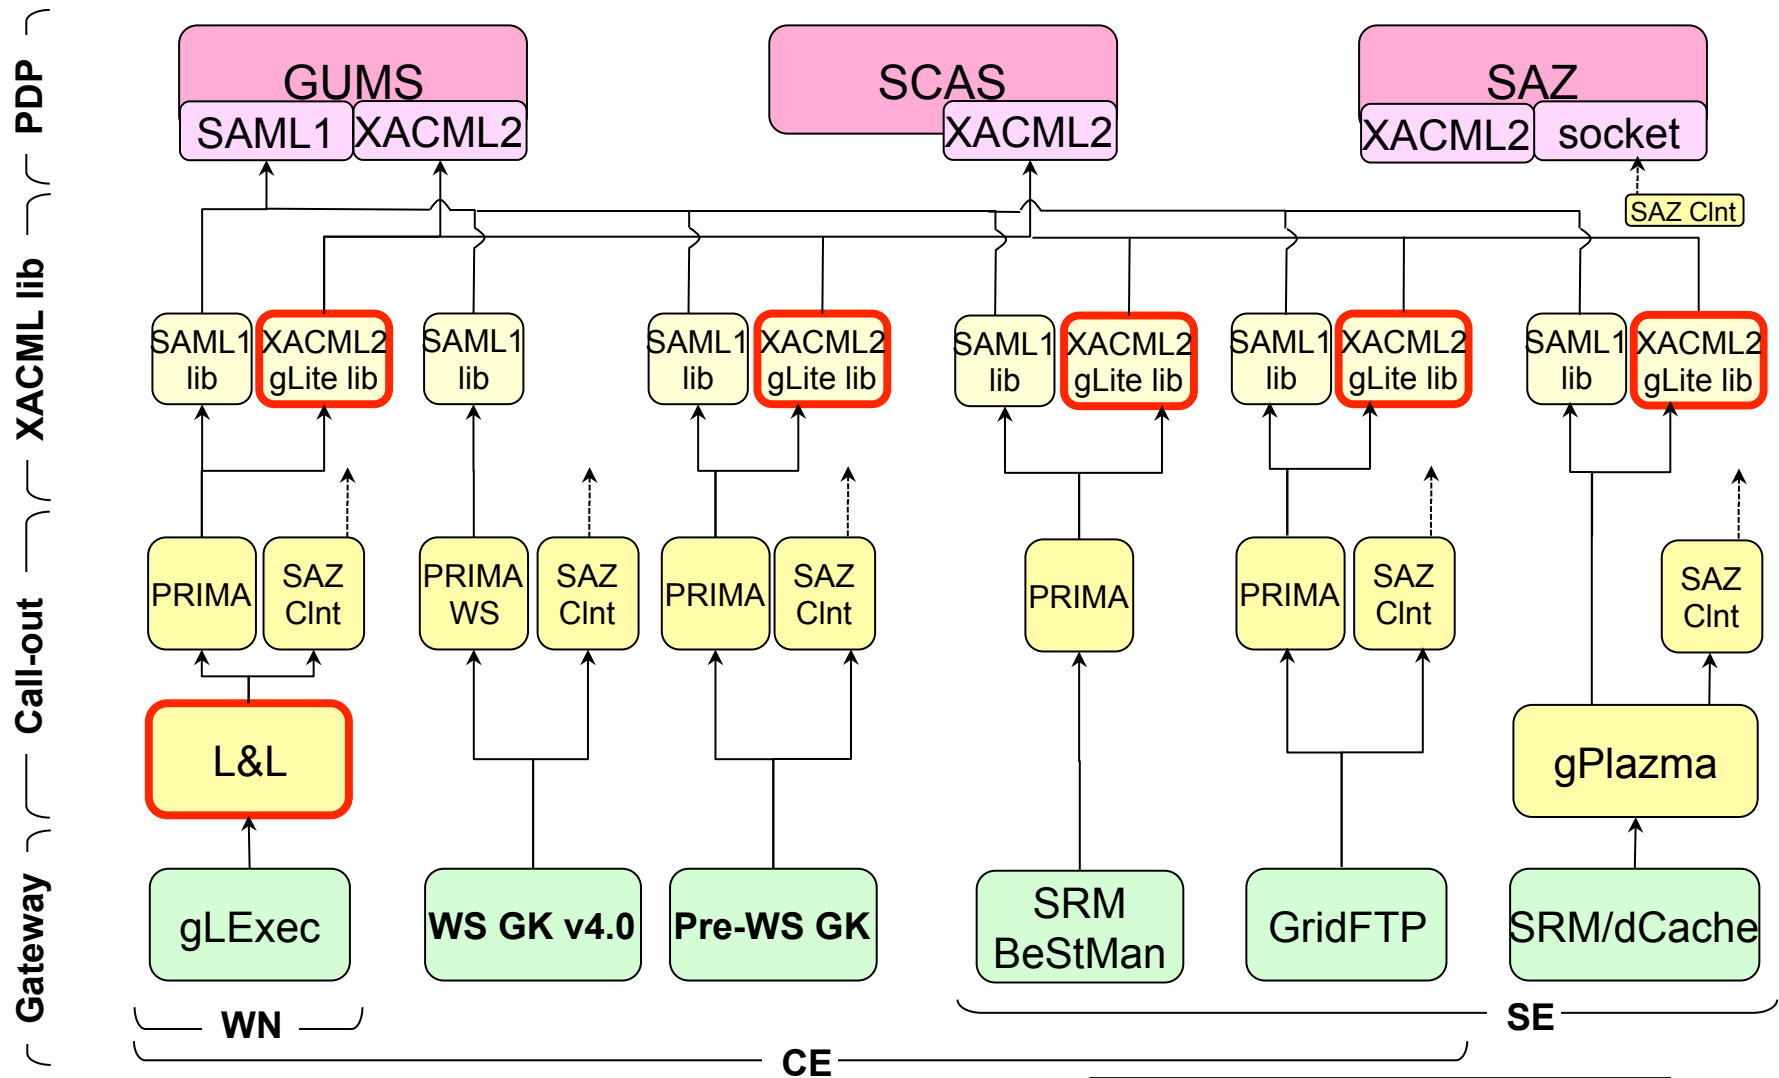 PDP
GUMS
SCAS
SAZ
SAML1
XACML2
XACML2
XACML2
socket
SAZ Clnt
XACML lib
SAML1
lib
XACML2
gLite lib
SAML1
lib
SAML1
lib
XACML2
gLite lib
SAML1
lib
XACML2
gLite lib
SAML1
lib
XACML2
gLite lib
SAML1
lib
XACML2
gLite lib
Call-out
PRIMA
SAZ
Clnt
PRIMA
WS
SAZ
Clnt
PRIMA
SAZ
Clnt
PRIMA
PRIMA
SAZ
Clnt
SAZ
Clnt
L&L
gPlazma
Gateway
gLExec
WS GK v4.0
Pre-WS GK
SRM
BeStMan
GridFTP
SRM/dCache
WN
SE
CE